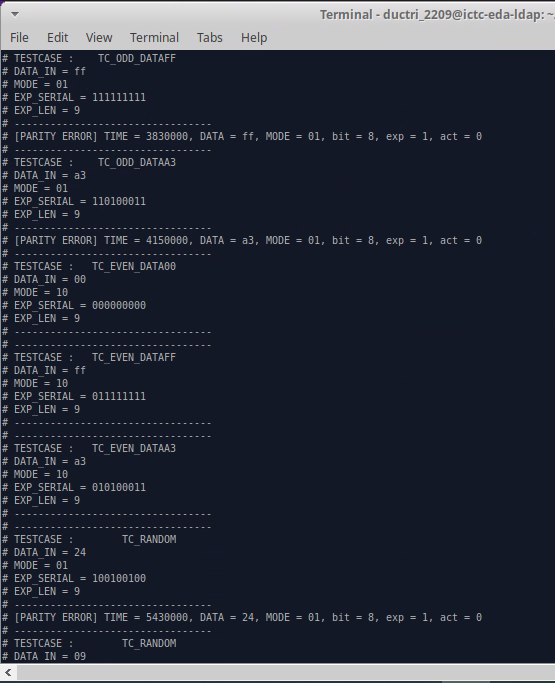 Terminal - ductri_2209@ictc-eda-ldap: ~
File Edit View Terminal Tabs Help
# TESTCASE :    TC_ODD_DATAFF
# DATA_IN = ff
# MODE = 01
# EXP_SERIAL = 111111111
# EXP_LEN = 9
# ---------------------------------
# [PARITY ERROR] TIME = 3830000, DATA = ff, MODE = 01, bit = 8, exp = 1, act = 0
# ---------------------------------
# TESTCASE :    TC_ODD_DATAA3
# DATA_IN = a3
# MODE = 01
# EXP_SERIAL = 110100011
# EXP_LEN = 9
# ---------------------------------
# [PARITY ERROR] TIME = 4150000, DATA = a3, MODE = 01, bit = 8, exp = 1, act = 0
# ---------------------------------
# TESTCASE :   TC_EVEN_DATA00
# DATA_IN = 00
# MODE = 10
# EXP_SERIAL = 000000000
# EXP_LEN = 9
# ---------------------------------
# ---------------------------------
# TESTCASE :   TC_EVEN_DATAFF
# DATA_IN = ff
# MODE = 10
# EXP_SERIAL = 011111111
# EXP_LEN = 9
# ---------------------------------
# ---------------------------------
# TESTCASE :   TC_EVEN_DATAA3
# DATA_IN = a3
# MODE = 10
# EXP_SERIAL = 010100011
# EXP_LEN = 9
# ---------------------------------
# ---------------------------------
# TESTCASE :        TC_RANDOM
# DATA_IN = 24
# MODE = 01
# EXP_SERIAL = 100100100
# EXP_LEN = 9
# ---------------------------------
# [PARITY ERROR] TIME = 5430000, DATA = 24, MODE = 01, bit = 8, exp = 1, act = 0
# ---------------------------------
# TESTCASE :        TC_RANDOM
# DATA_IN = 09